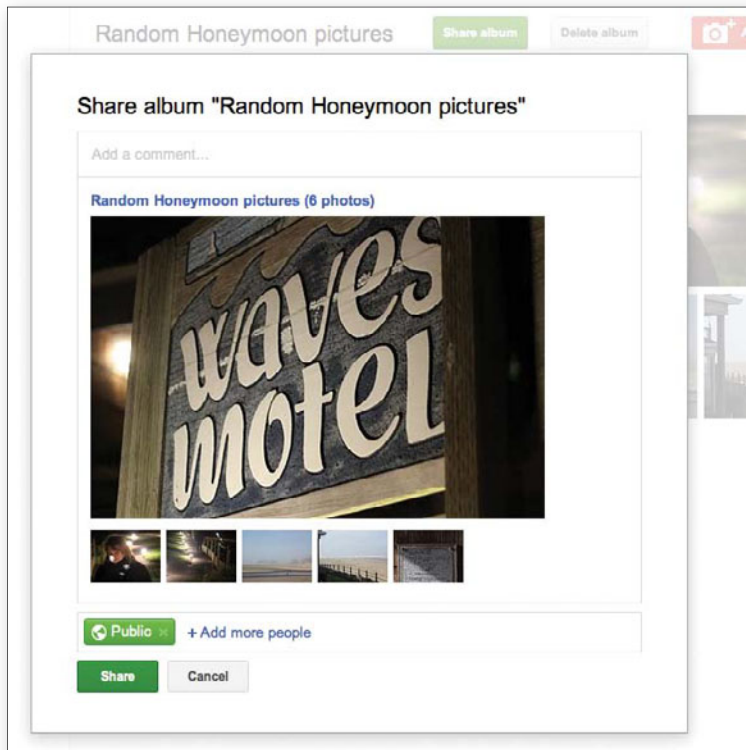 Random Honeymoon pictures
Share album
Delete album
Share album "Random Honeymoon pictures"
Add a comment...
Random Honeymoon pictures (6 photos)
waves
motel
Public
+ Add more people
Share
Cancel